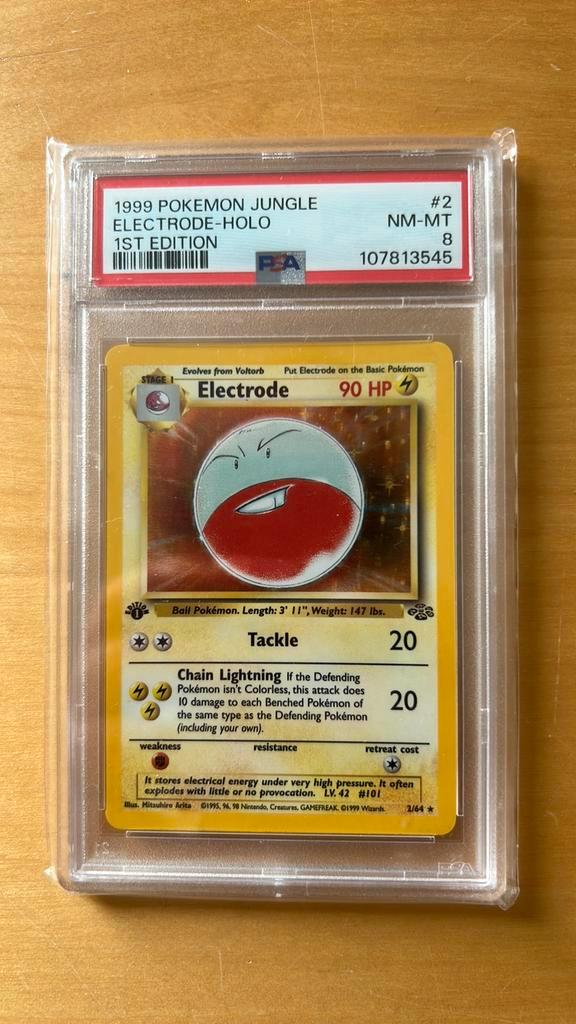 1999 POKEMON JUNGLE #2
ELECTRODE-HOLO NM-MT
1ST EDITION 8
PSA 107813545
Evolves from Voltorb Put Electrode on the Basic Pokémon
STAGE 1
Electrode 90 HP
EDITION
1
Ball Pokémon. Length: 3' 11", Weight: 147 lbs.
Tackle 20
Chain Lightning If the Defending
Pokémon isn't Colorless, this attack does
10 damage to each Benched Pokémon of
the same type as the Defending Pokémon
(including your own).
20
weakness resistance retreat cost
It stores electrical energy under very high pressure. It often
explodes with little or no provocation. LV. 42 #101
Illus. Mitsuhiro Arita ©1995, 96, 98 Nintendo, Creatures, GAMEFREAK. ©1999 Wizards. 2/64 ★
PSA